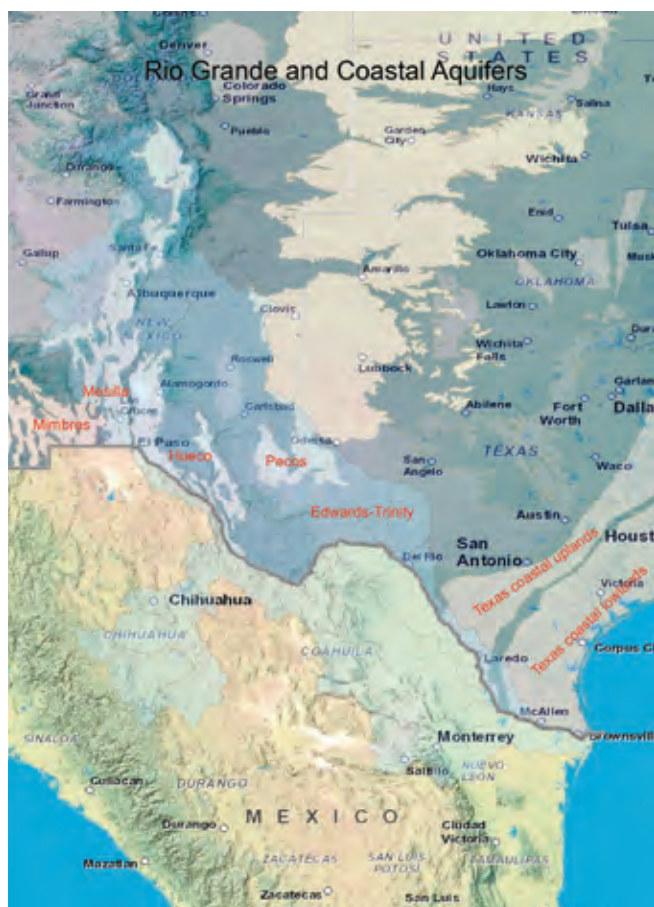 Denver
UNITED
STATES
Rio Grande and Coastal Aquifers
Grand
Junction
Colorado
Springs
Hays
Salina
KANSAS
Pueblo
Garden
City
Wichita
Durango
Farmington
Enid
Tulsa
Gallup
Santa Fe
Oklahoma City
Musk
Amarillo
OKLAHOMA
Albuquerque
Clovis
Lawton
NEW
MEXICO
Wichita
Falls
Roswell
Lubbock
Mesilla
Alamogordo
Garlan
Dalla
Mimbres
Cruces
Carlsbad
Abilene
Fort
Worth
El Paso
Odessa
TEXAS
Hueco
Pecos
San
Angelo
Waco
Edwards-Trinity
Austin
San
Antonio
Houst
Del Rio
Texas coastal uplands
Victoria
Chihuahua
Texas coastal lowlands
CHIHUAHUA
COAHUILA
Laredo
Corpus C
McAllen
Brownsvill
Monterrey
SINALOA
Saltillo
NUEVO
LEON
Culiacan
DURANGO
MEXICO
Durango
Ciudad
Victoria
Mazatlan
ZACATECAS
SAN LUIS
POTOSI
TAMAULIPAS
Zacatecas
San Luis